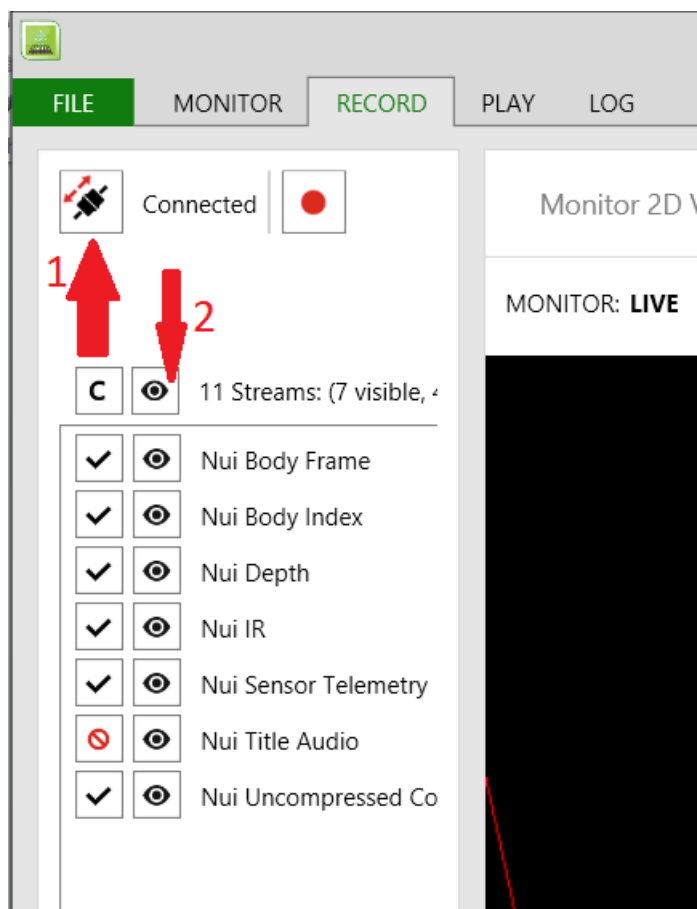 FILE MONITOR RECORD PLAY LOG
Connected
Monitor 2D
1
2
MONITOR: LIVE
C
11 Streams: (7 visible,
Nui Body Frame
Nui Body Index
Nui Depth
Nui IR
Nui Sensor Telemetry
Nui Title Audio
Nui Uncompressed Co